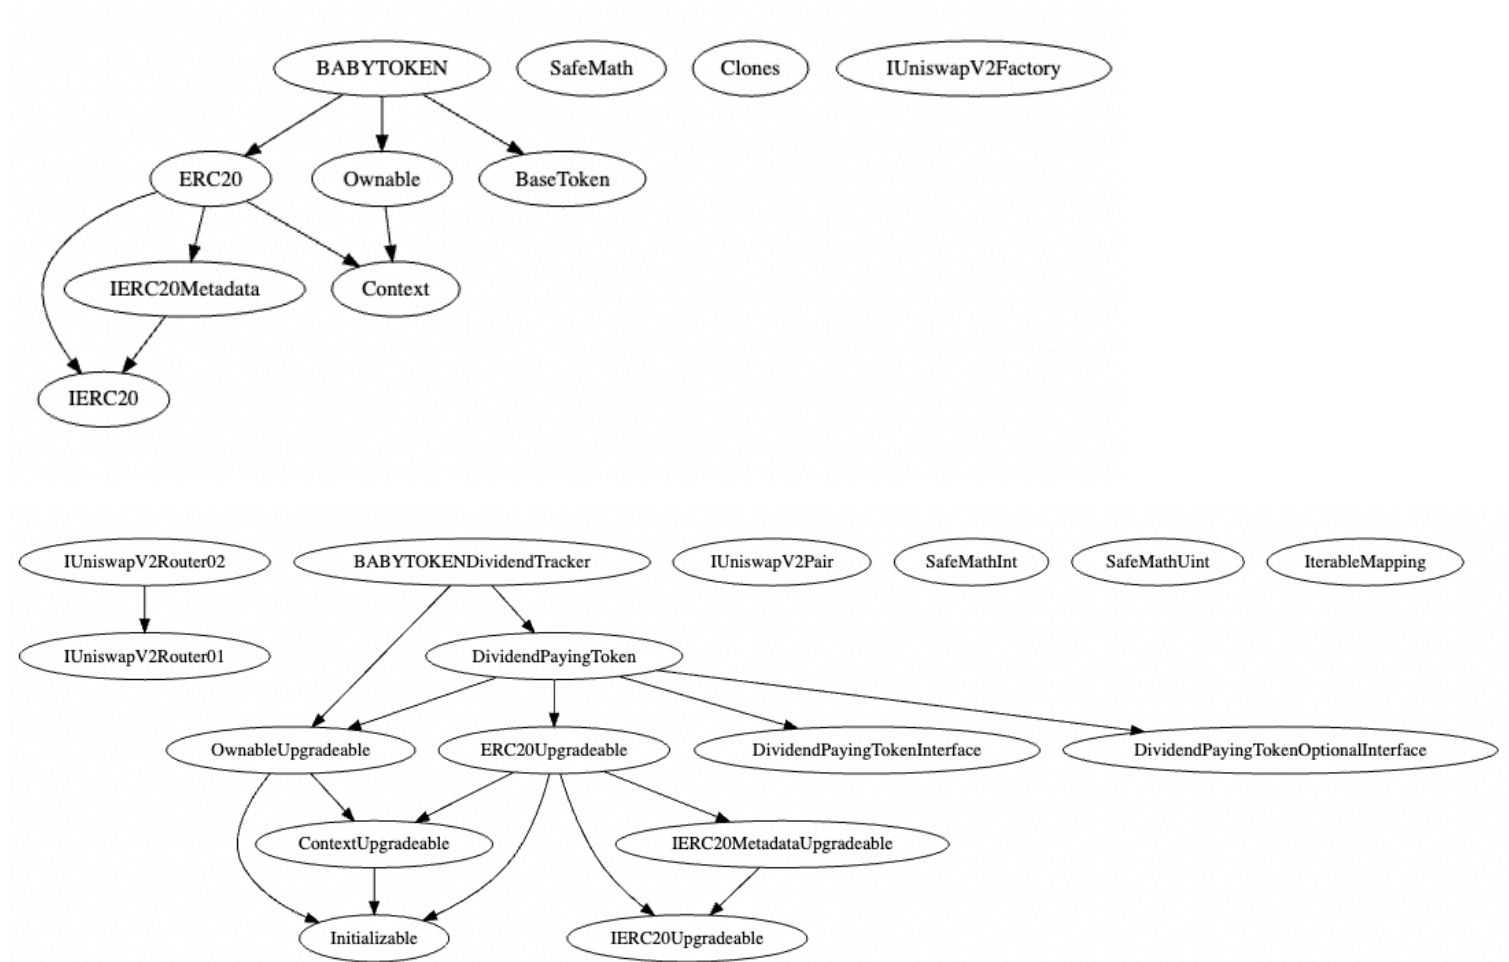 BABYTOKEN
SafeMath
Clones
IUniswapV2Factory
ERC20
Ownable
BaseToken
IERC20Metadata
Context
IERC20
IUniswapV2Router02
BABYTOKENDividendTracker
IUniswapV2Pair
SafeMathInt
SafeMathUint
IterableMapping
IUniswapV2Router01
DividendPayingToken
OwnableUpgradeable
ERC20Upgradeable
DividendPayingTokenInterface
DividendPayingTokenOptionalInterface
ContextUpgradeable
IERC20MetadataUpgradeable
Initializable
IERC20Upgradeable